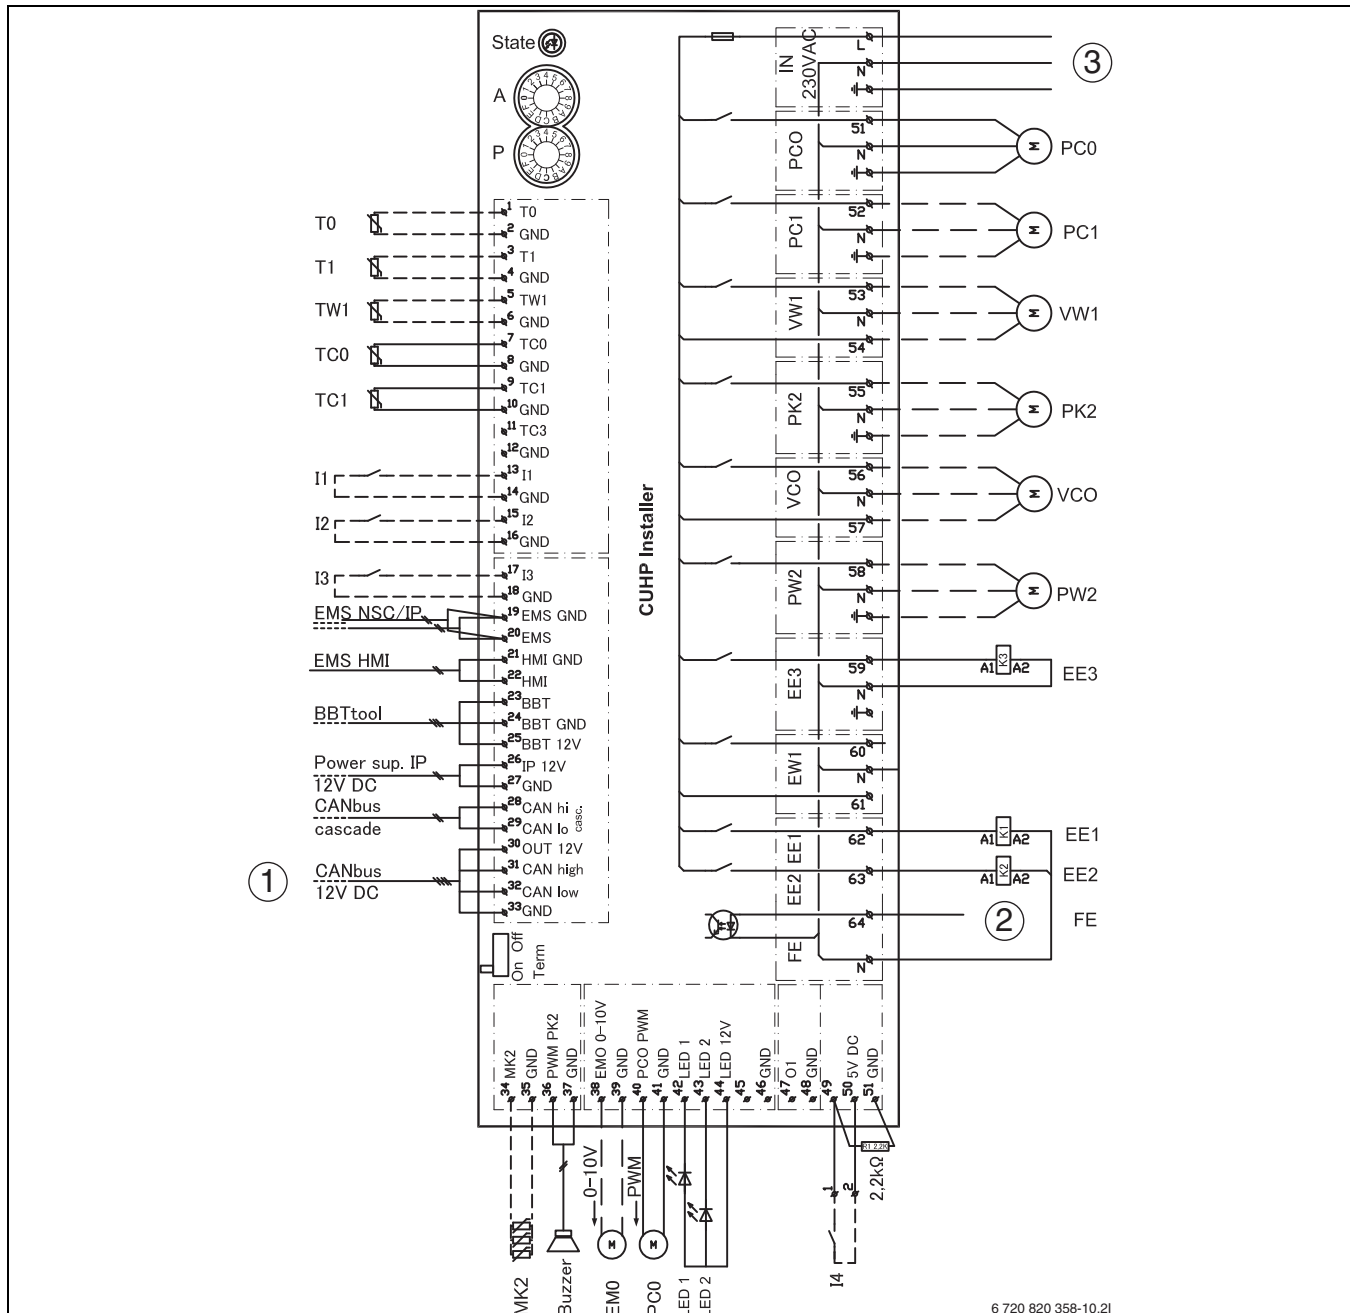 State
A
P
T0
T1
TW1
TC0
TC1
I1
I2
I3
EMS NSC/IP
EMS HMI
BBTtool
Power sup. IP
12V DC
CANbus
cascade
1
CANbus
12V DC
1 T0
2 GND
3 T1
4 GND
5 TW1
6 GND
7 TC0
8 GND
9 TC1
10 GND
11 TC3
12 GND
13 I1
14 GND
15 I2
16 GND
17 I3
18 GND
19 EMS GND
20 EMS
21 HMI GND
22 HMI
23 BBT
24 BBT GND
25 BBT 12V
26 IP 12V
27 GND
28 CAN hi
29 CAN lo
casc.
30 OUT 12V
31 CAN high
32 CAN low
33 GND
On Off
Term
CUHP Installer
IN
230VAC
L
N
3
PCO
51
N
M
PC0
PC1
52
N
M
PC1
VW1
53
N
54
M
VW1
PK2
55
N
M
PK2
VCO
56
N
57
M
VCO
PW2
58
N
M
PW2
EE3
59
N
A1 K3 A2
EE3
EW1
60
N
61
EE1
62
A1 K1 A2
EE1
EE2
63
A1 K2 A2
EE2
FE
64
N
2
FE
34 MK2
35 GND
36 PWM PK2
37 GND
38 EMO 0-10V
39 GND
40 PCO PWM
41 GND
42 LED 1
43 LED 2
44 LED 12V
45
46 GND
47 O1
48 GND
49
50 5V DC
51 GND
R1 2,2K
2,2kΩ
1
2
0-10V
PWM
M
M
MK2
Buzzer
EM0
PC0
LED 1
LED 2
I4
6 720 820 358-10.2I